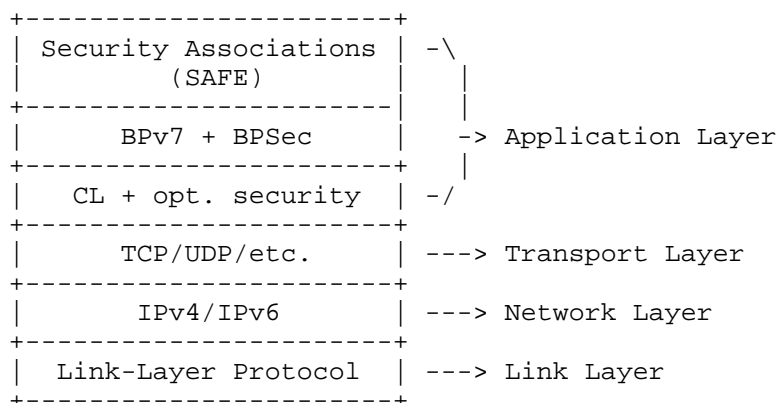 +-----------------------+
| Security Associations | -\
|        (SAFE)         |   |
+-----------------------|   |
|      BPv7 + BPSec     |   -> Application Layer
+-----------------------+   |
|   CL + opt. security  | -/
+-----------------------+
|      TCP/UDP/etc.     | ---> Transport Layer
+-----------------------+
|       IPv4/IPv6       | ---> Network Layer
+-----------------------+
|  Link-Layer Protocol  | ---> Link Layer
+-----------------------+